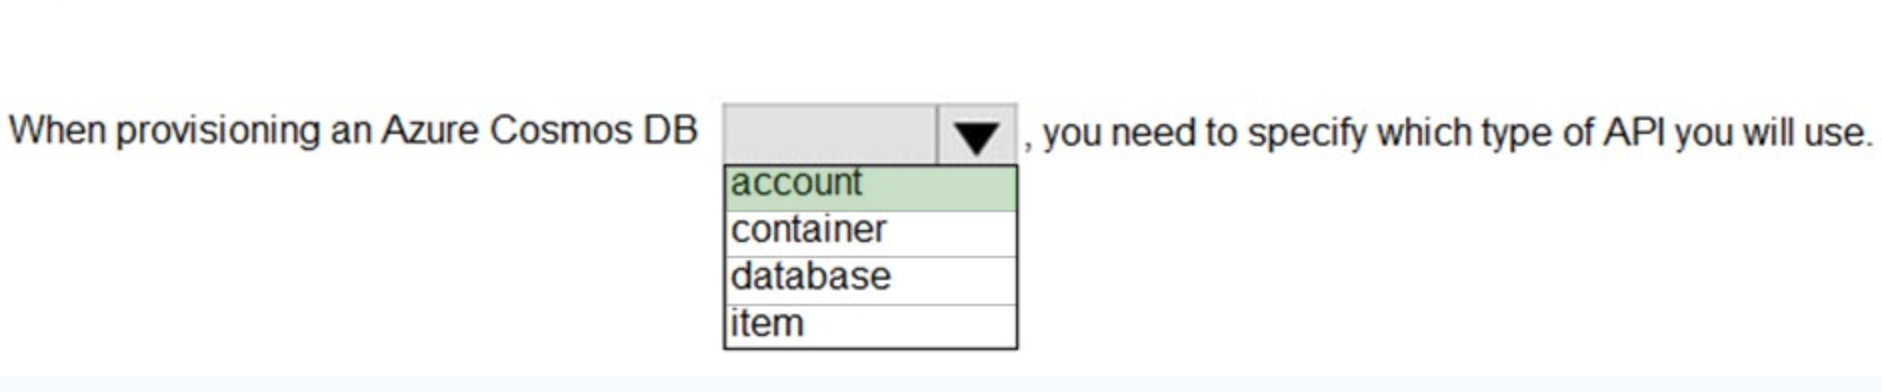 When provisioning an Azure Cosmos DB , you need to specify which type of API you will use.
account
container
database
item